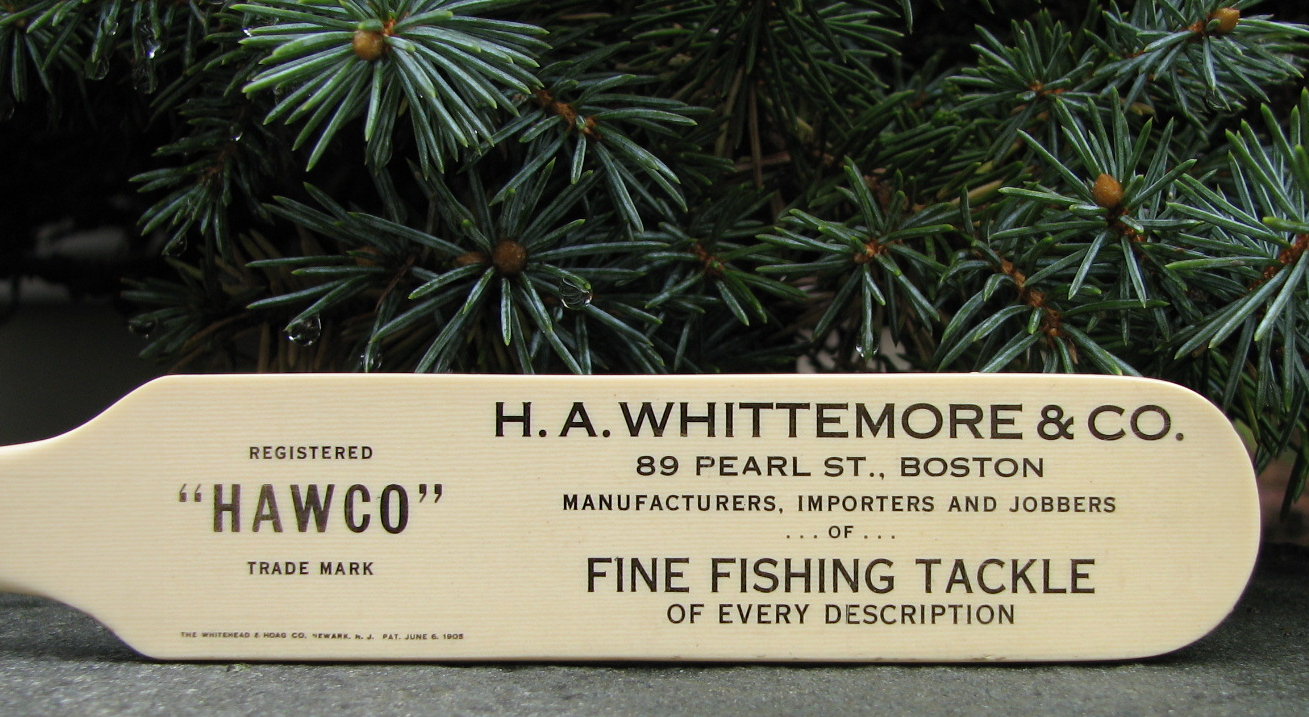 REGISTERED
"HAWCO"
TRADE MARK
THE WHITEHEAD & HOAG CO. NEWARK, N. J. PAT. JUNE 6, 1905
H. A. WHITTEMORE & CO.
89 PEARL ST., BOSTON
MANUFACTURERS, IMPORTERS AND JOBBERS
... OF ...
FINE FISHING TACKLE
OF EVERY DESCRIPTION